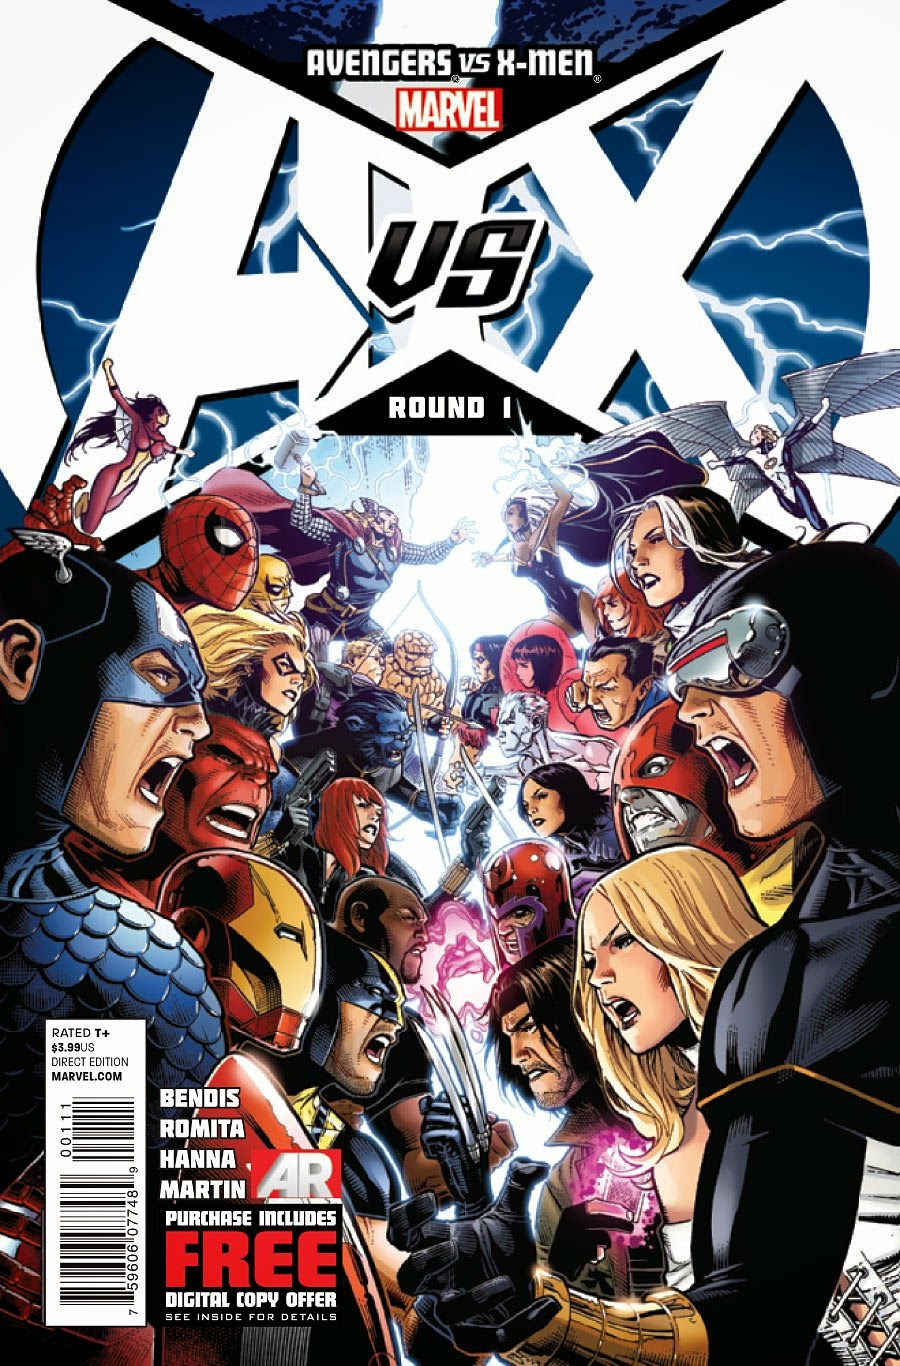 AVENGERS® VS X-MEN®
MARVEL
A VS X
ROUND 1
RATED T+
$3.99US
DIRECT EDITION
MARVEL.COM
00111
7 59606 07748 9
BENDIS
ROMITA
HANNA
MARTIN
AR
PURCHASE INCLUDES
FREE
DIGITAL COPY OFFER
SEE INSIDE FOR DETAILS